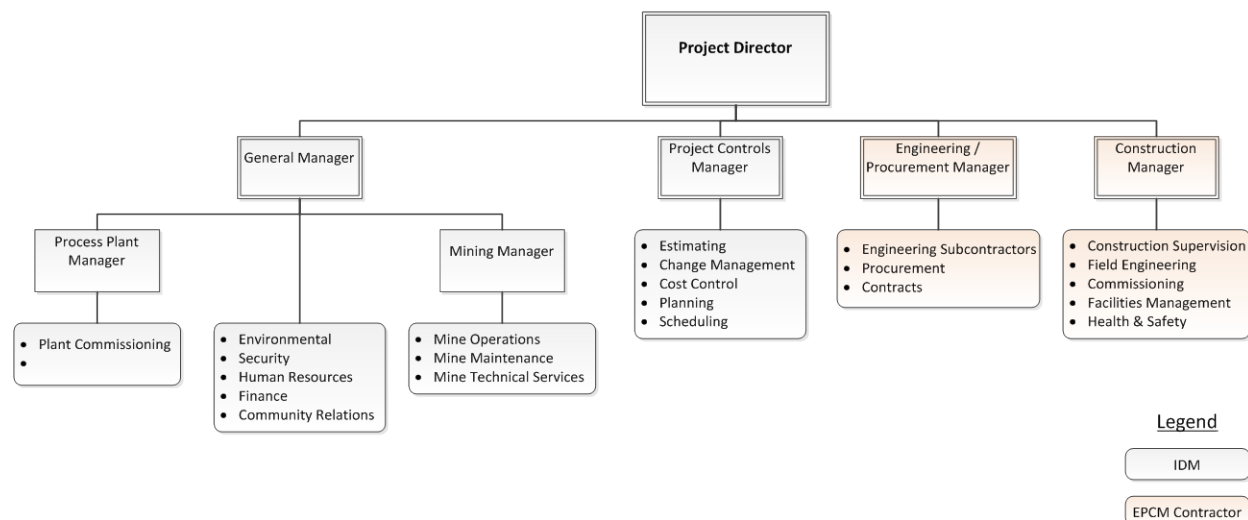 Project Director
General Manager
Project Controls
Manager
Engineering /
Procurement Manager
Construction
Manager
Process Plant
Manager
Mining Manager
• Estimating
• Change Management
• Cost Control
• Planning
• Scheduling
• Engineering Subcontractors
• Procurement
• Contracts
• Construction Supervision
• Field Engineering
• Commissioning
• Facilities Management
• Health & Safety
• Plant Commissioning
•
• Environmental
• Security
• Human Resources
• Finance
• Community Relations
• Mine Operations
• Mine Maintenance
• Mine Technical Services
Legend
IDM
EPCM Contractor